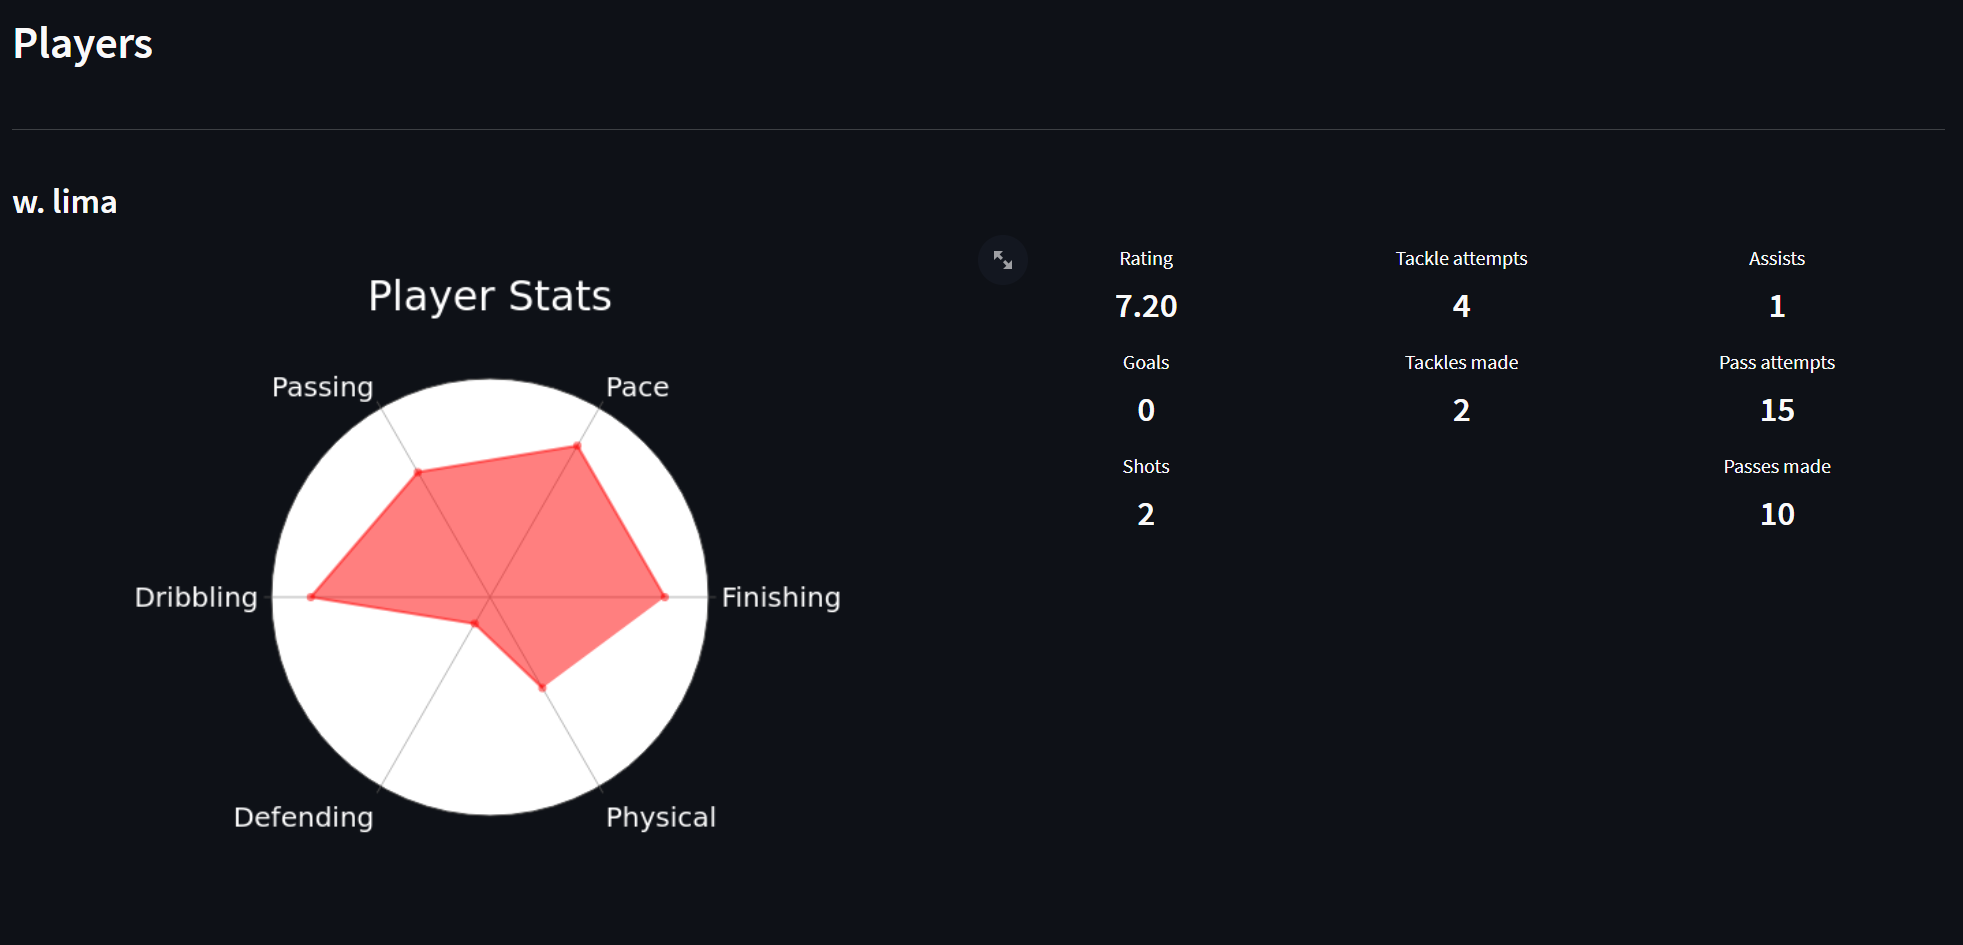 Players
w. lima
Player Stats
Passing
Pace
Dribbling
Finishing
Defending
Physical
Rating
7.20
Goals
0
Shots
2
Tackle attempts
4
Tackles made
2
Assists
1
Pass attempts
15
Passes made
10